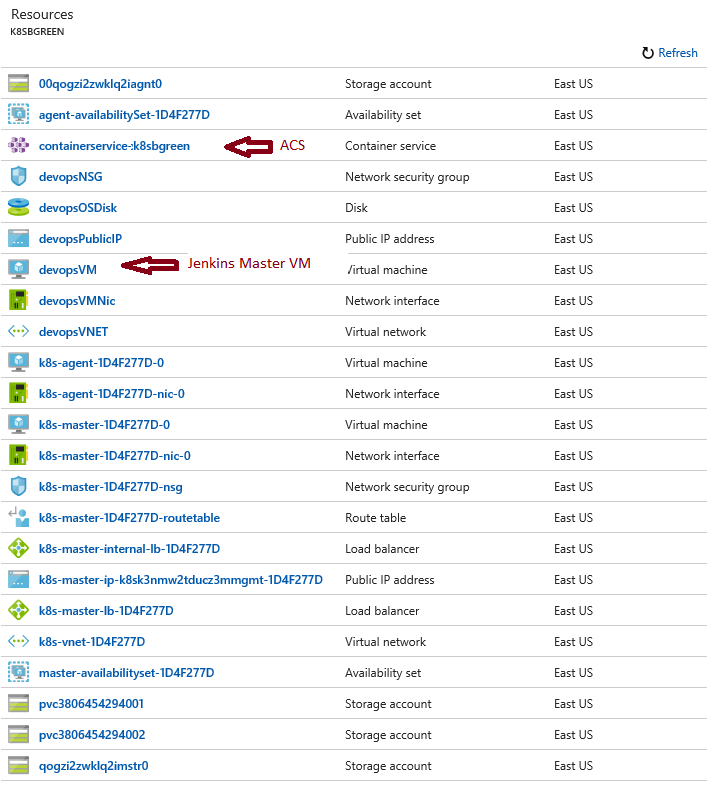 Resources
K8SBGREEN
Refresh
00qogzi2zwklq2iagnt0 Storage account East US
agent-availabilitySet-1D4F277D Availability set East US
containerservice-k8sbgreen ACS Container service East US
devopsNSG Network security group East US
devopsOSDisk Disk East US
devopsPublicIP Public IP address East US
devopsVM Jenkins Master VM Virtual machine East US
devopsVMNic Network interface East US
devopsVNET Virtual network East US
k8s-agent-1D4F277D-0 Virtual machine East US
k8s-agent-1D4F277D-nic-0 Network interface East US
k8s-master-1D4F277D-0 Virtual machine East US
k8s-master-1D4F277D-nic-0 Network interface East US
k8s-master-1D4F277D-nsg Network security group East US
k8s-master-1D4F277D-routetable Route table East US
k8s-master-internal-lb-1D4F277D Load balancer East US
k8s-master-ip-k8sk3nmw2tducz3mmgmt-1D4F277D Public IP address East US
k8s-master-lb-1D4F277D Load balancer East US
k8s-vnet-1D4F277D Virtual network East US
master-availabilityset-1D4F277D Availability set East US
pvc3806454294001 Storage account East US
pvc3806454294002 Storage account East US
qogzi2zwklq2imstr0 Storage account East US